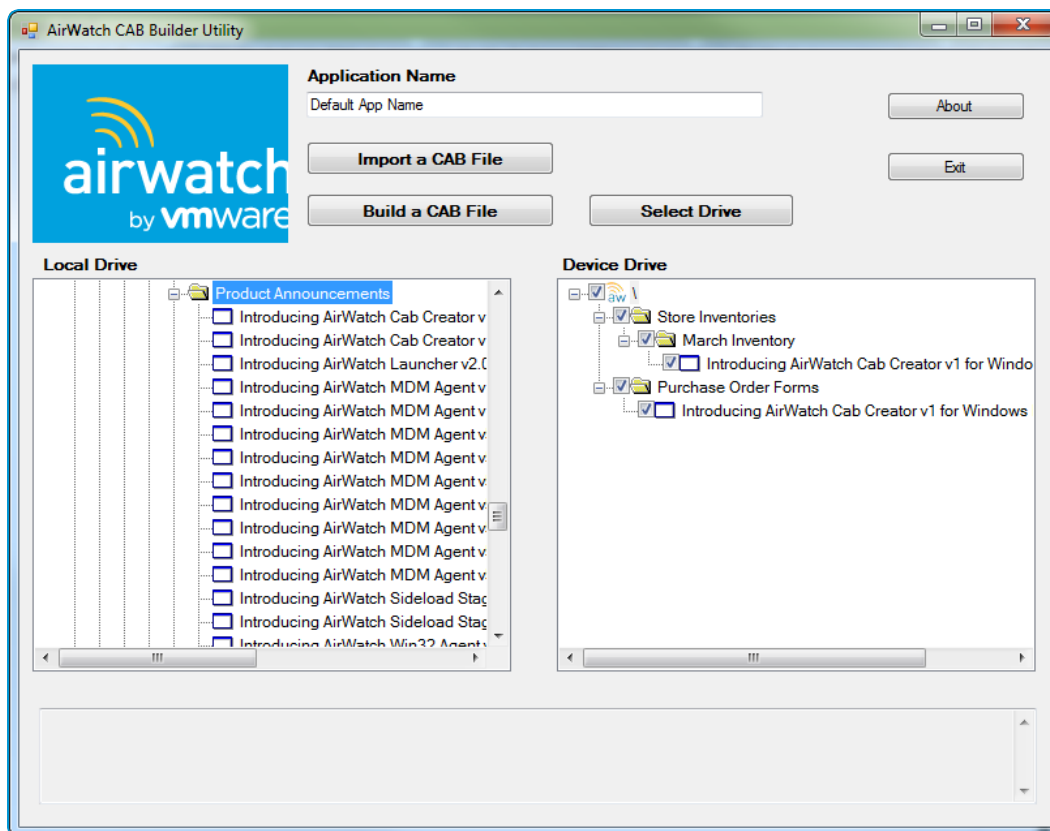 AirWatch CAB Builder Utility
Application Name
Default App Name
About
Import a CAB File
Exit
Build a CAB File
Select Drive
airwatch
by vmware
Local Drive
Product Announcements
Introducing AirWatch Cab Creator v
Introducing AirWatch Cab Creator v
Introducing AirWatch Launcher v2.0
Introducing AirWatch MDM Agent v
Introducing AirWatch MDM Agent v
Introducing AirWatch MDM Agent v
Introducing AirWatch MDM Agent v
Introducing AirWatch MDM Agent v
Introducing AirWatch MDM Agent v
Introducing AirWatch MDM Agent v
Introducing AirWatch MDM Agent v
Introducing AirWatch MDM Agent v
Introducing AirWatch Sideload Stag
Introducing AirWatch Sideload Stag
Introducing AirWatch Win32 Agent v
Device Drive
aw \
Store Inventories
March Inventory
Introducing AirWatch Cab Creator v1 for Windo
Purchase Order Forms
Introducing AirWatch Cab Creator v1 for Windows